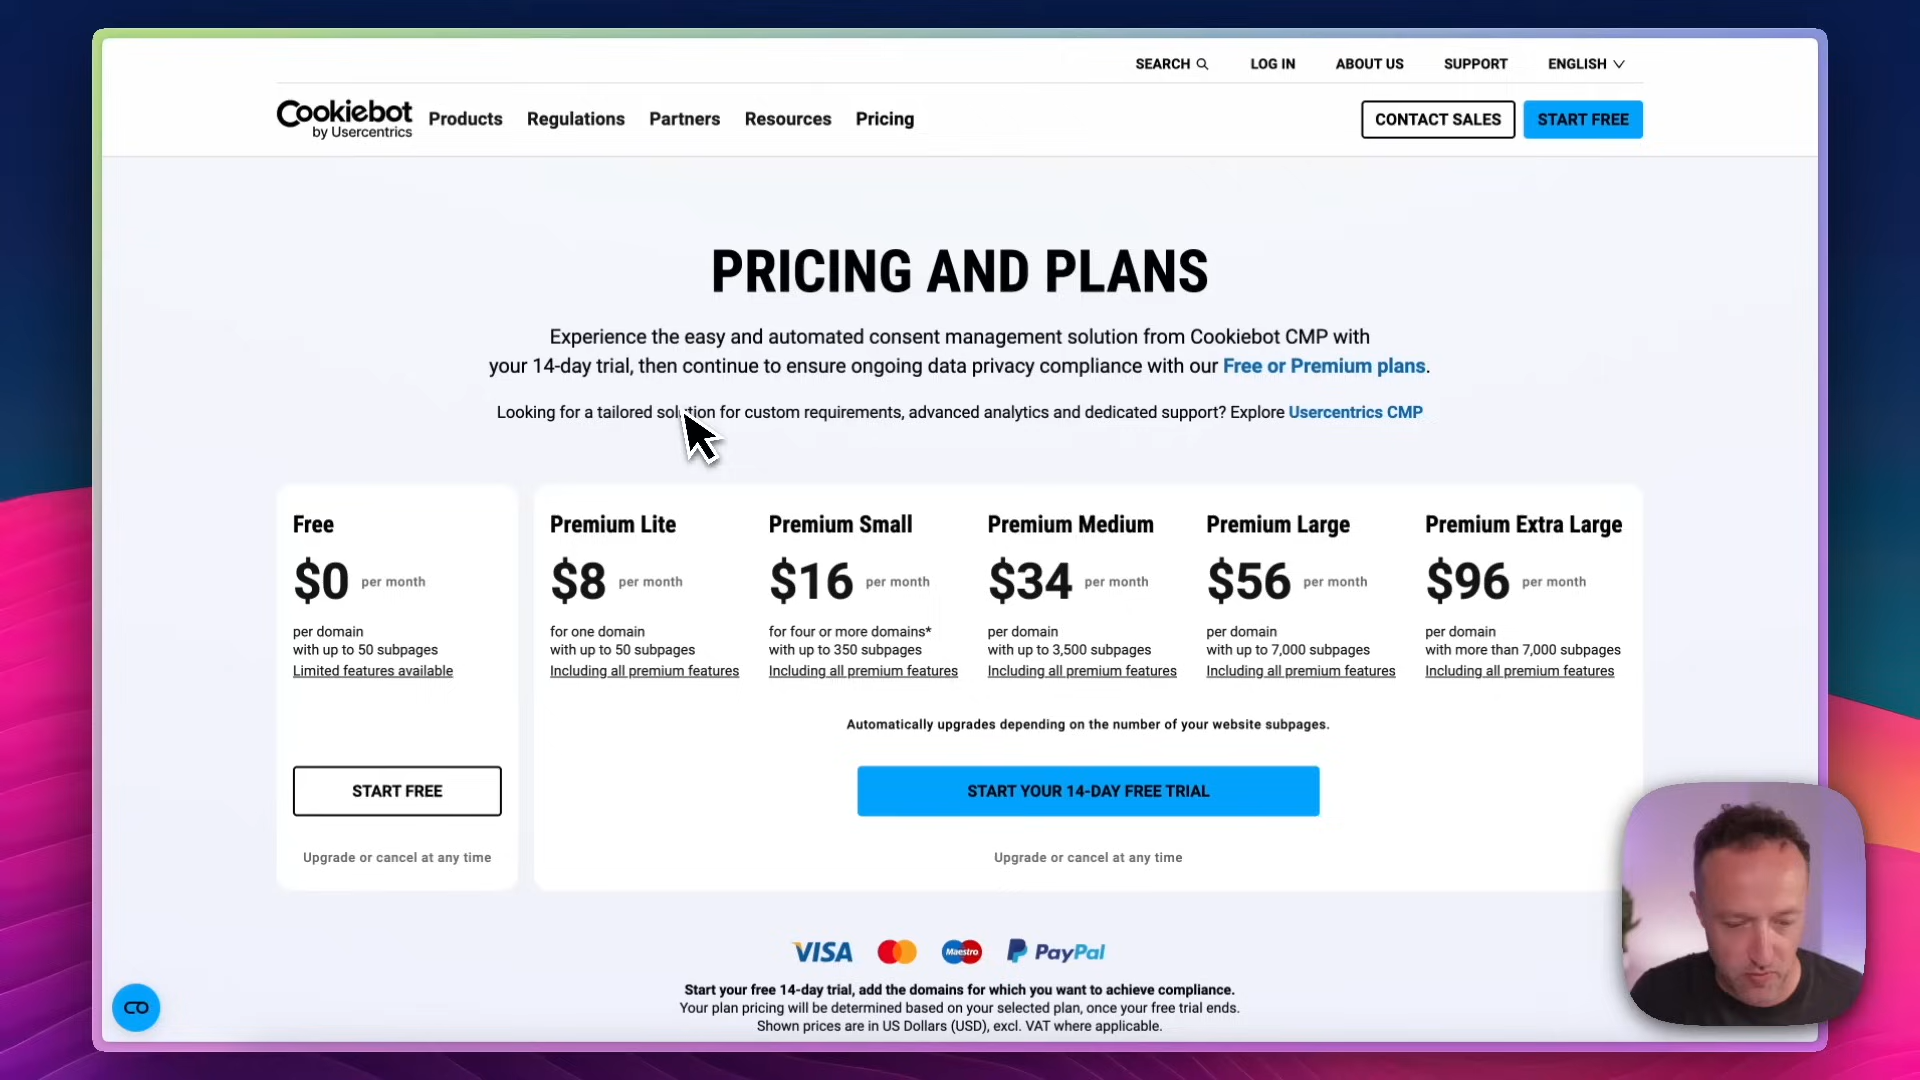 SEARCH
LOG IN
ABOUT US
SUPPORT
ENGLISH
Cookiebot
by Usercentrics
Products
Regulations
Partners
Resources
Pricing
CONTACT SALES
START FREE
PRICING AND PLANS
Experience the easy and automated consent management solution from Cookiebot CMP with
your 14-day trial, then continue to ensure ongoing data privacy compliance with our Free or Premium plans.
Looking for a tailored solution for custom requirements, advanced analytics and dedicated support? Explore Usercentrics CMP
Free
$0 per month
per domain
with up to 50 subpages
Limited features available
START FREE
Upgrade or cancel at any time
Premium Lite
$8 per month
for one domain
with up to 50 subpages
Including all premium features
Premium Small
$16 per month
for four or more domains*
with up to 350 subpages
Including all premium features
Premium Medium
$34 per month
per domain
with up to 3,500 subpages
Including all premium features
Premium Large
$56 per month
per domain
with up to 7,000 subpages
Including all premium features
Premium Extra Large
$96 per month
per domain
with more than 7,000 subpages
Including all premium features
Automatically upgrades depending on the number of your website subpages.
START YOUR 14-DAY FREE TRIAL
Upgrade or cancel at any time
VISA
Maestro
PayPal
Start your free 14-day trial, add the domains for which you want to achieve compliance.
Your plan pricing will be determined based on your selected plan, once your free trial ends.
Shown prices are in US Dollars (USD), excl. VAT where applicable.